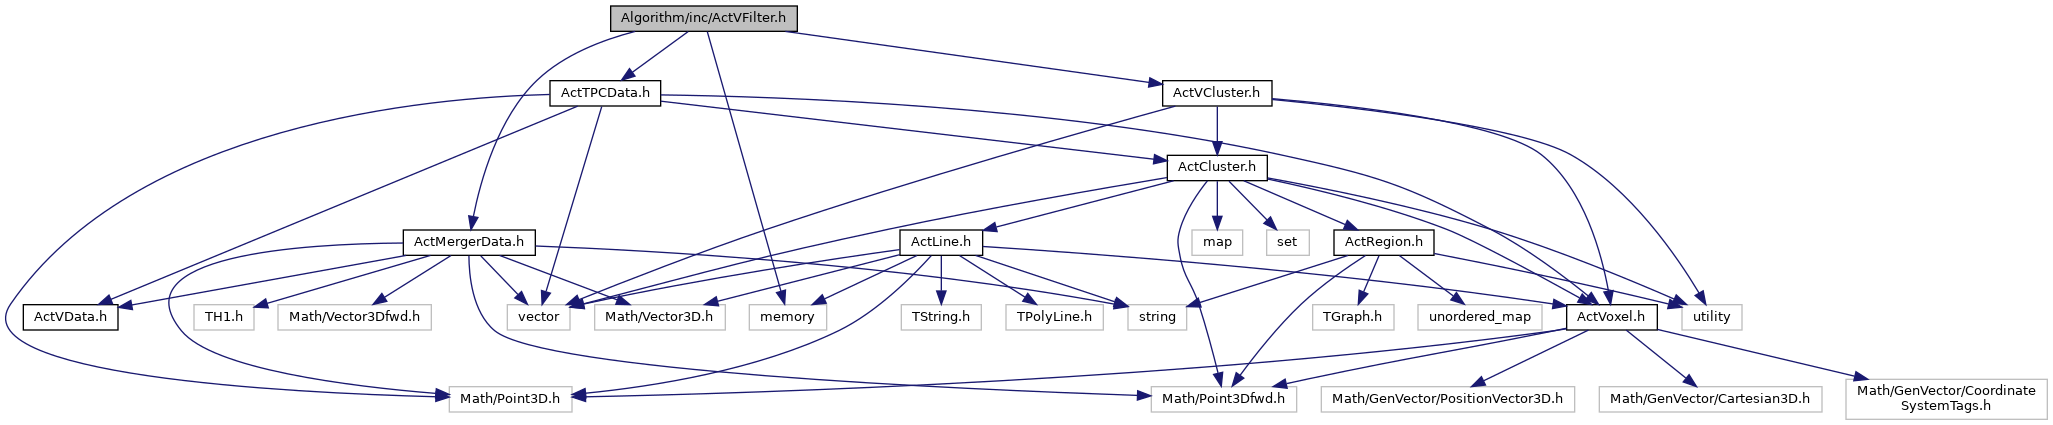 Algorithm/inc/ActVFilter.h
ActTPCData.h
ActVCluster.h
ActCluster.h
ActMergerData.h
ActLine.h
map
set
ActRegion.h
ActVData.h
TH1.h
Math/Vector3Dfwd.h
vector
Math/Vector3D.h
memory
TString.h
TPolyLine.h
string
TGraph.h
unordered_map
ActVoxel.h
utility
Math/Point3D.h
Math/Point3Dfwd.h
Math/GenVector/PositionVector3D.h
Math/GenVector/Cartesian3D.h
Math/GenVector/Coordinate
SystemTags.h